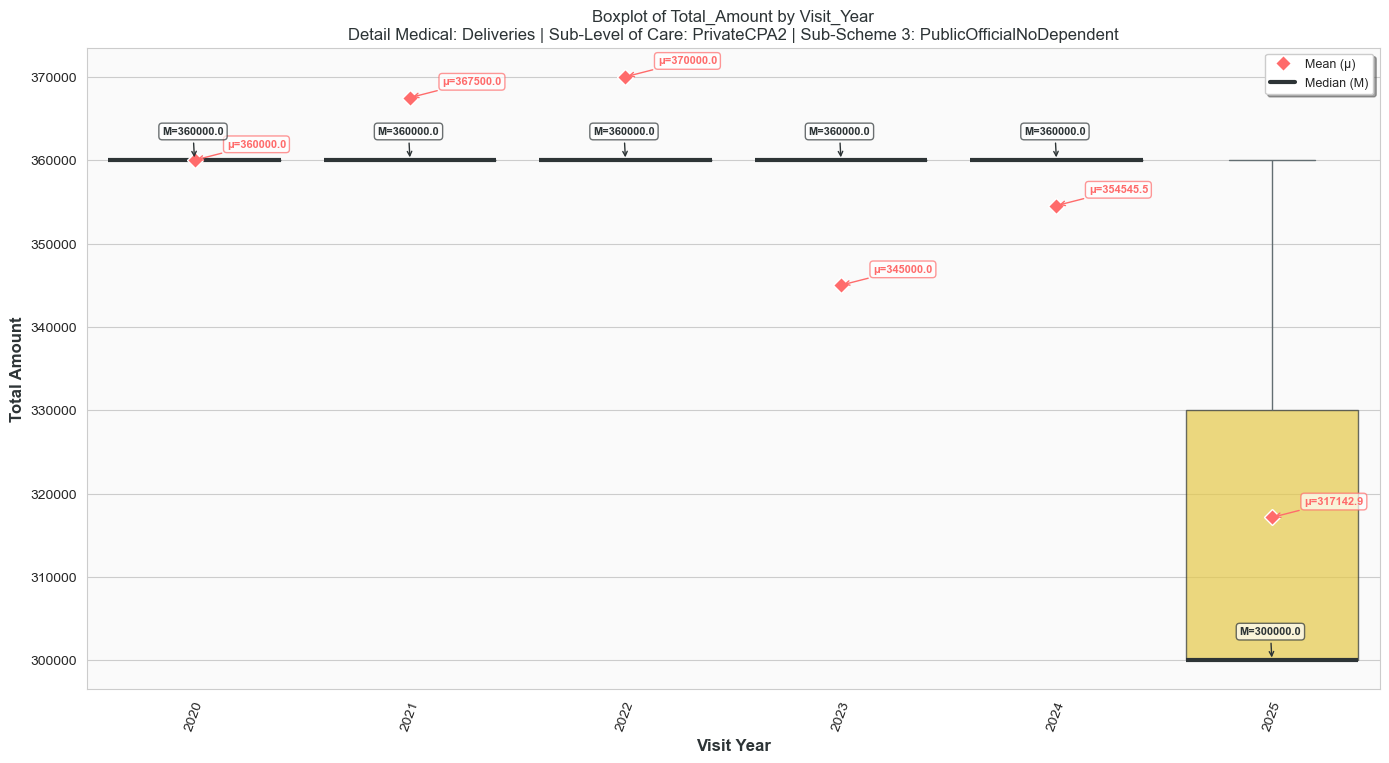 Boxplot of Total_Amount by Visit_Year
Detail Medical: Deliveries | Sub-Level of Care: PrivateCPA2 | Sub-Scheme 3: PublicOfficialNoDependent
Mean (μ)
Median (M)
Total Amount
370000
360000
350000
340000
330000
320000
310000
300000
M=360000.0
μ=360000.0
M=360000.0
μ=367500.0
M=360000.0
μ=370000.0
M=360000.0
μ=345000.0
M=360000.0
μ=354545.5
M=300000.0
μ=317142.9
2020
2021
2022
2023
2024
2025
Visit Year